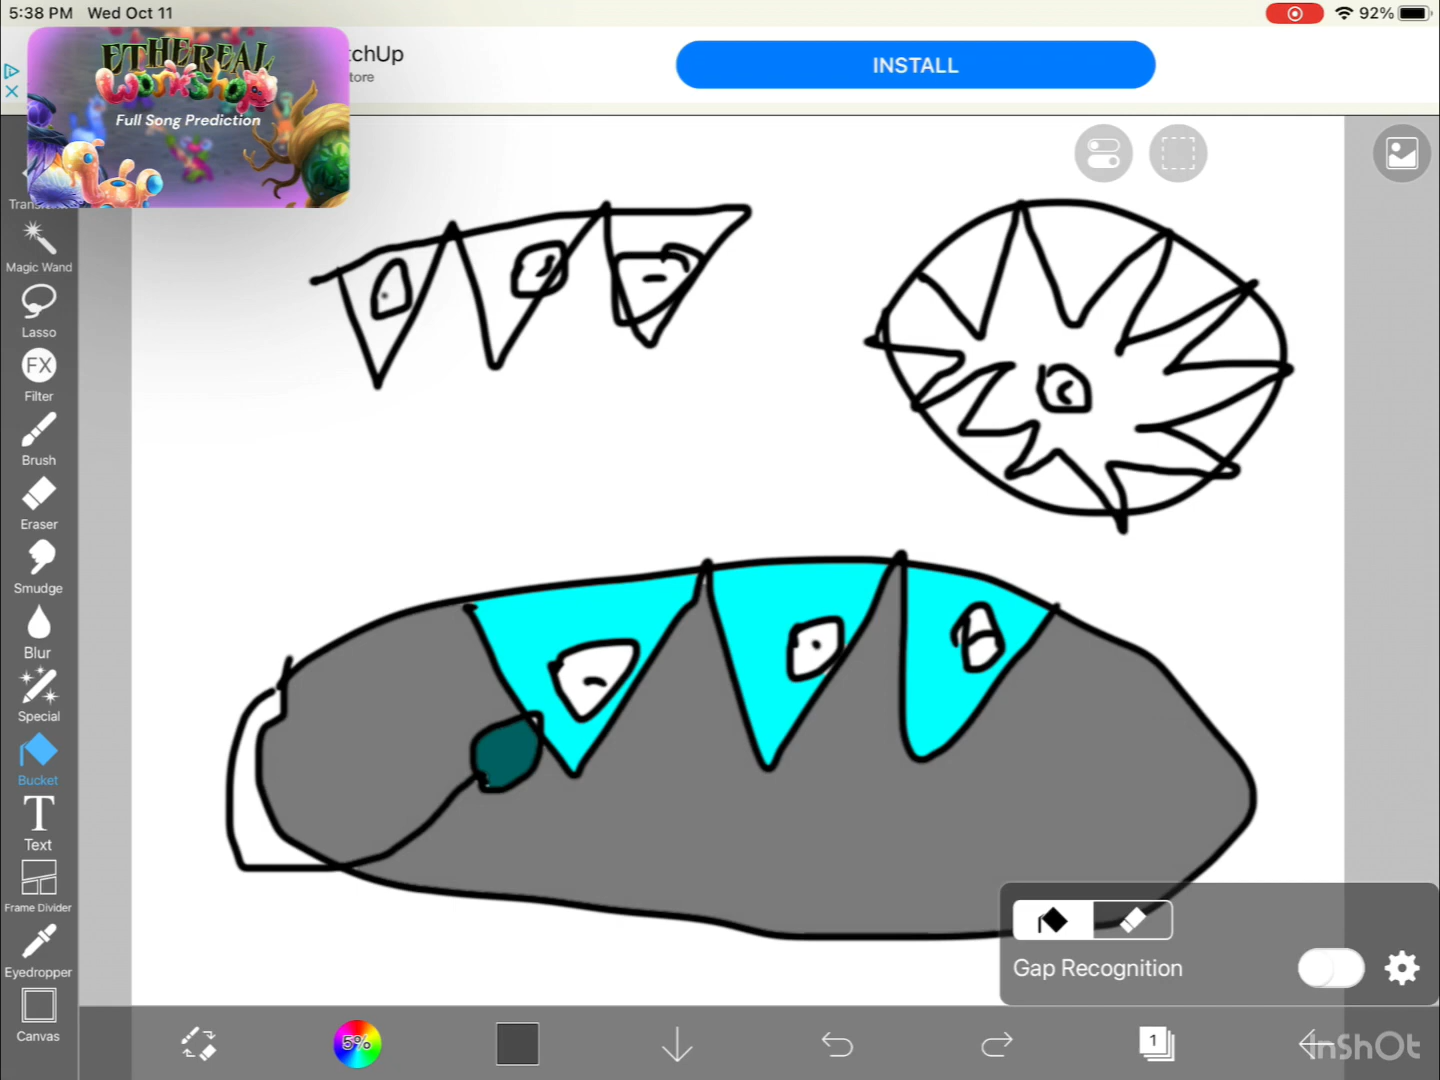 5:38 PM Wed Oct 11
92%
ETHEREAL
Workshop
Full Song Prediction
tchUp
tore
INSTALL
Magic Wand
Lasso
FX
Filter
Brush
Eraser
Smudge
Blur
Special
Bucket
T
Text
Frame Divider
Eyedropper
Canvas
Gap Recognition
5%
1
InShOt